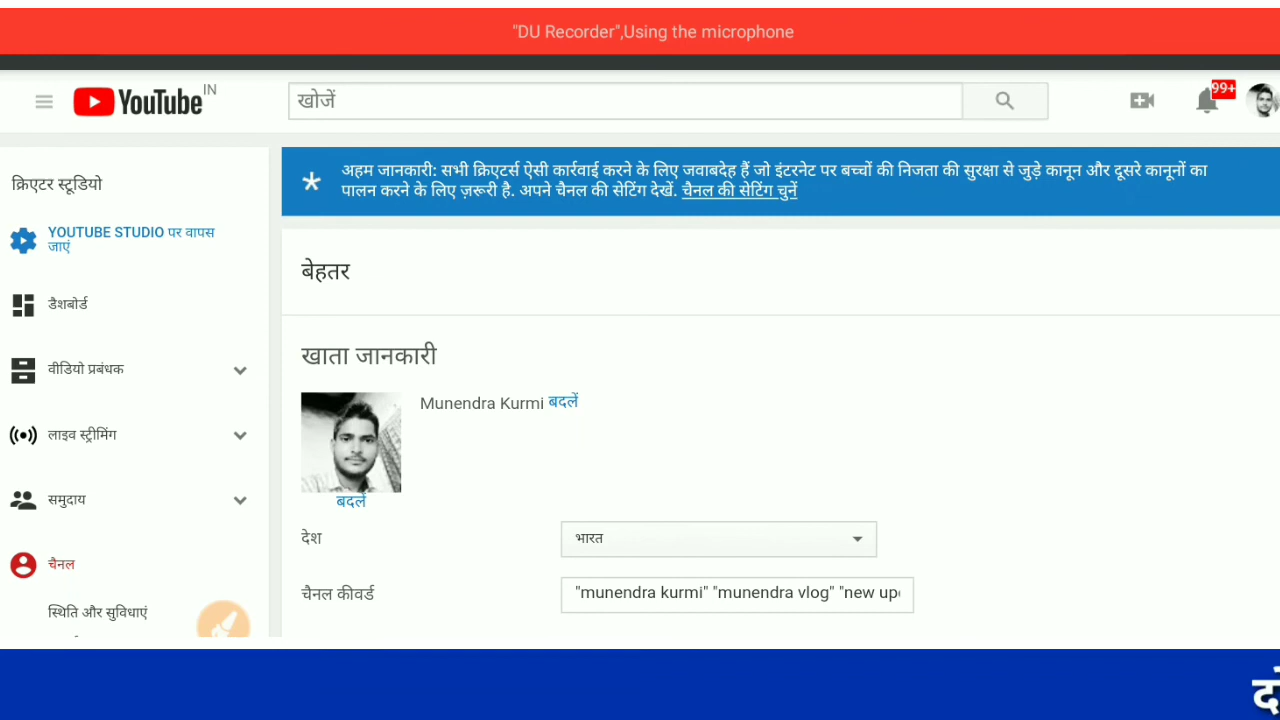 "DU Recorder",Using the microphone
YouTube IN
खोजें
99+
क्रिएटर स्टूडियो
YOUTUBE STUDIO पर वापस
जाएं
डैशबोर्ड
वीडियो प्रबंधक
लाइव स्ट्रीमिंग
समुदाय
चैनल
स्थिति और सुविधाएं
अहम जानकारी: सभी क्रिएटर्स ऐसी कार्रवाई करने के लिए जवाबदेह हैं जो इंटरनेट पर बच्चों की निजता की सुरक्षा से जुड़े कानून और दूसरे कानूनों का
पालन करने के लिए ज़रूरी है. अपने चैनल की सेटिंग देखें. चैनल की सेटिंग चुनें
बेहतर
खाता जानकारी
Munendra Kurmi बदलें
बदलें
देश
भारत
चैनल कीवर्ड
"munendra kurmi" "munendra vlog" "new